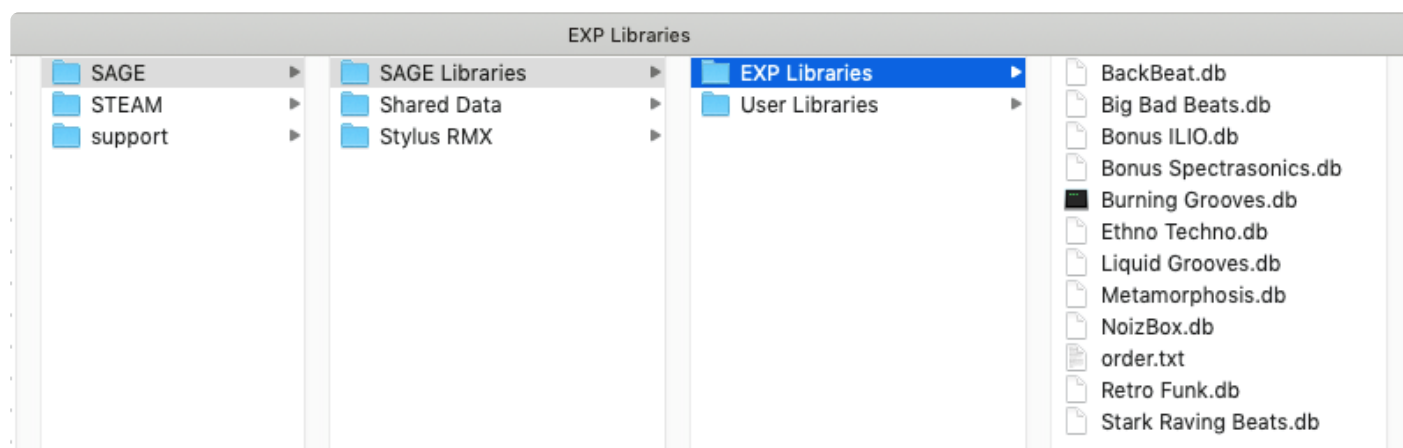 EXP Libraries
SAGE
STEAM
support
SAGE Libraries
Shared Data
Stylus RMX
EXP Libraries
User Libraries
BackBeat.db
Big Bad Beats.db
Bonus ILIO.db
Bonus Spectrasonics.db
Burning Grooves.db
Ethno Techno.db
Liquid Grooves.db
Metamorphosis.db
NoizBox.db
order.txt
Retro Funk.db
Stark Raving Beats.db